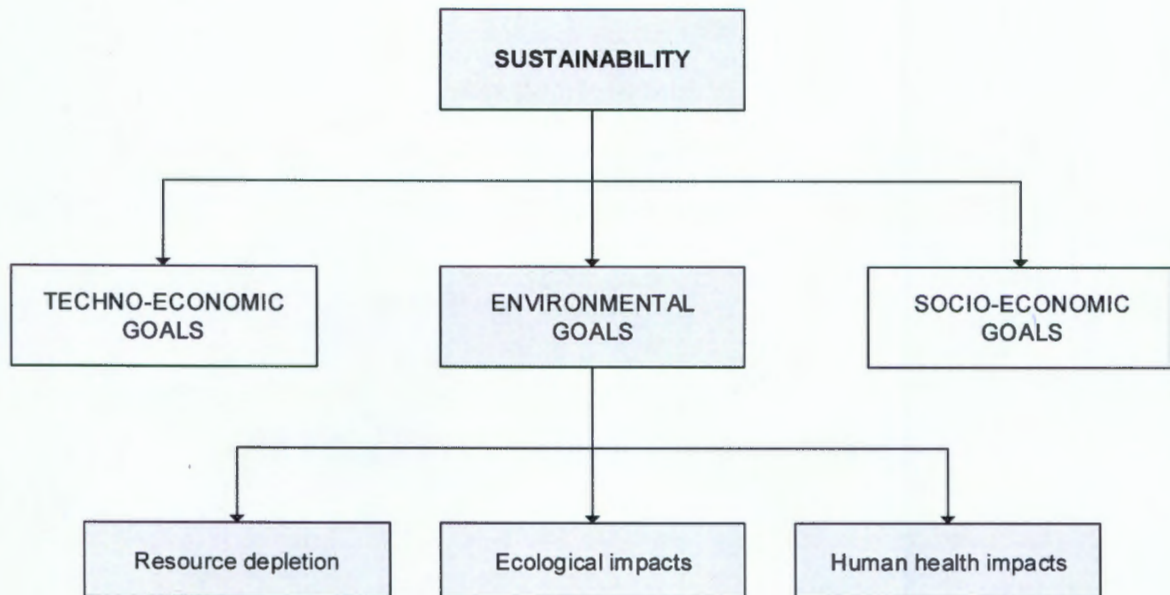 SUSTAINABILITY
TECHNO-ECONOMIC
GOALS
ENVIRONMENTAL
GOALS
SOCIO-ECONOMIC
GOALS
Resource depletion
Ecological impacts
Human health impacts